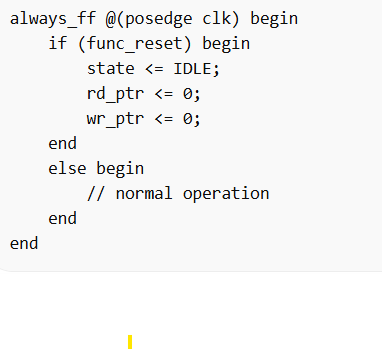 always_ff @(posedge clk) begin
    if (func_reset) begin
        state <= IDLE;
        rd_ptr <= 0;
        wr_ptr <= 0;
    end
    else begin
        // normal operation
    end
end